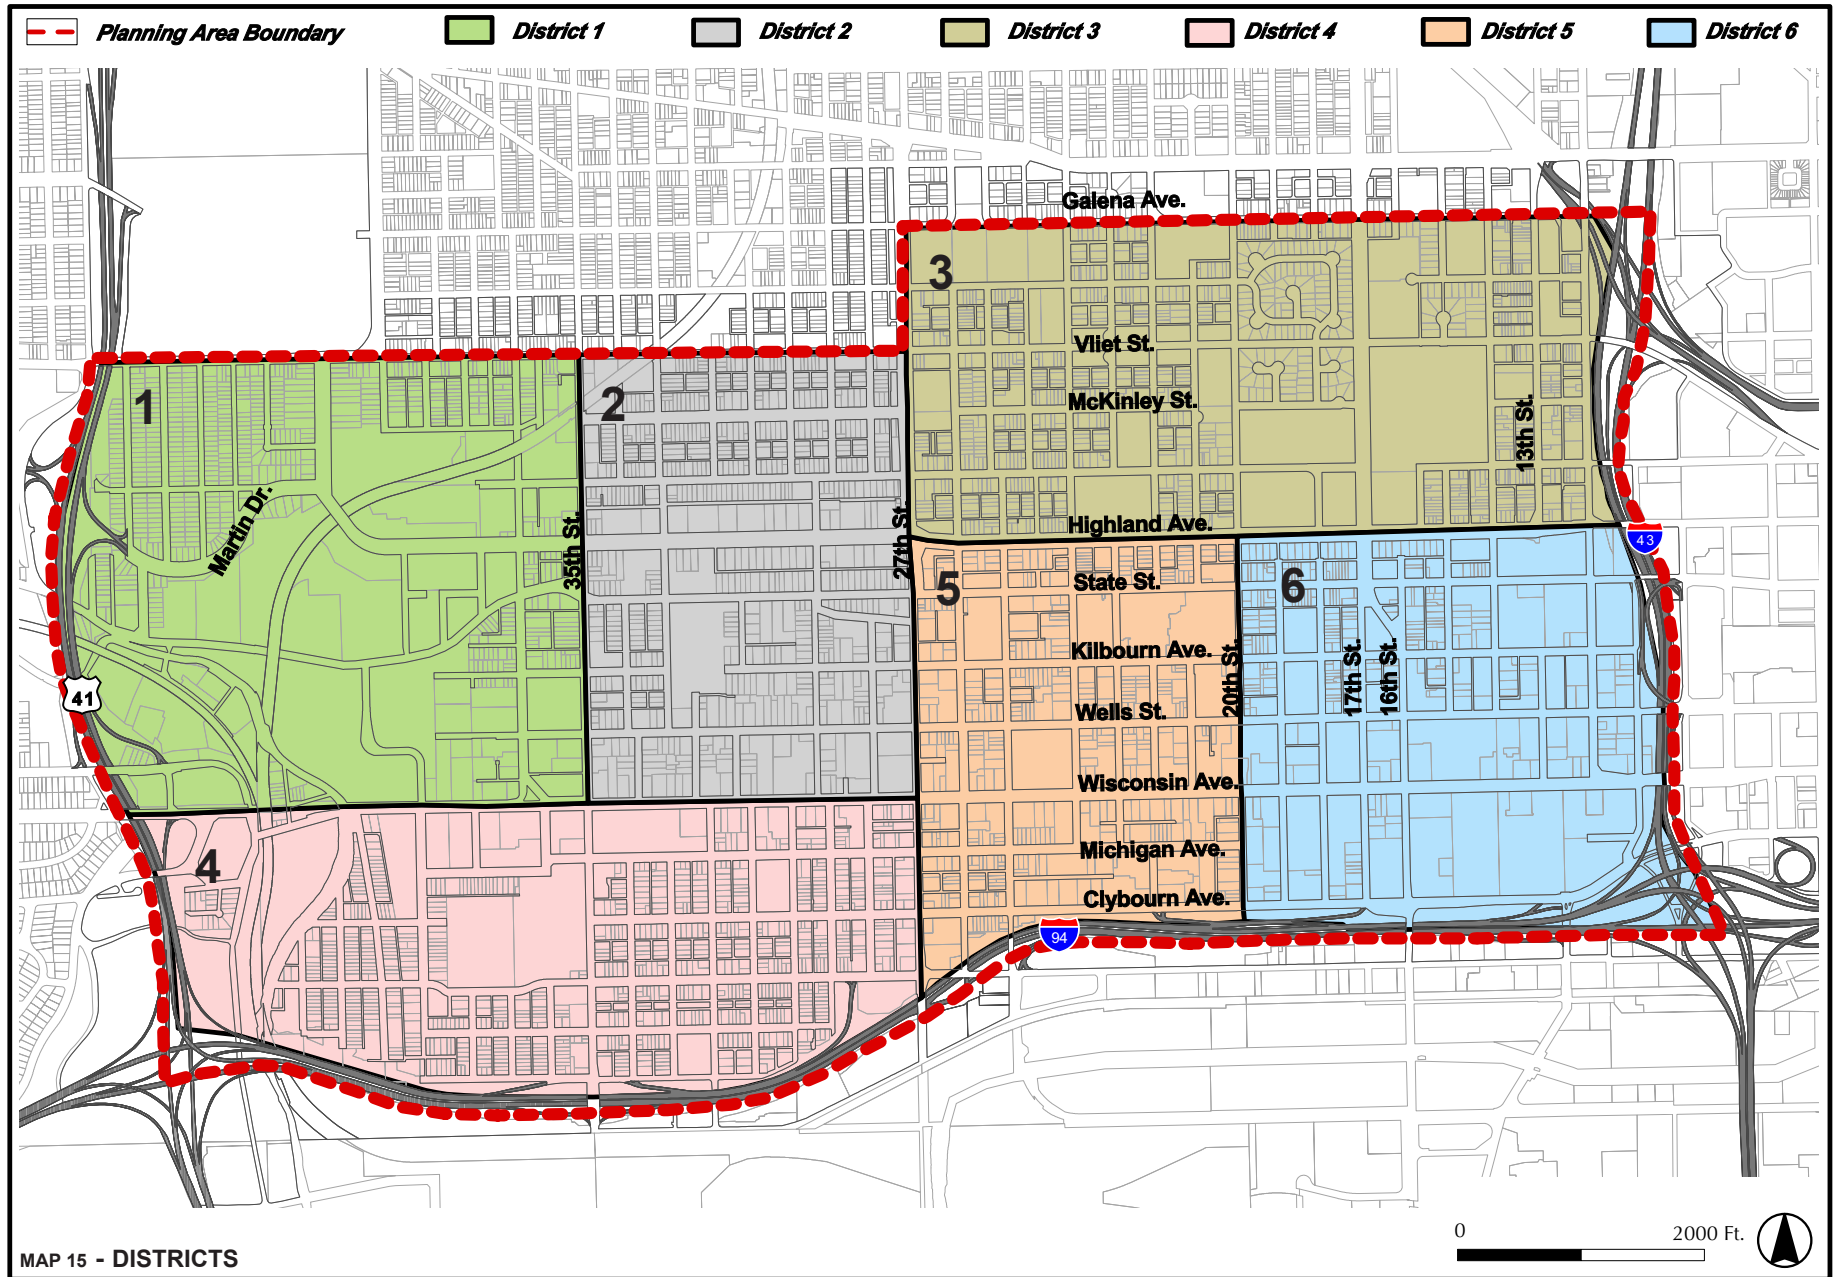 Planning Area Boundary District 1 District 2 District 3 District 4 District 5 District 6
Galena Ave.
3
Vliet St.
1
2
McKinley St.
13th St.
Martin Dr.
35th St.
27th St.
Highland Ave.
43
5
State St.
6
Kilbourn Ave.
20th St.
17th St.
16th St.
41
Wells St.
Wisconsin Ave.
4
Michigan Ave.
Clybourn Ave.
94
0 2000 Ft.
MAP 15 - DISTRICTS